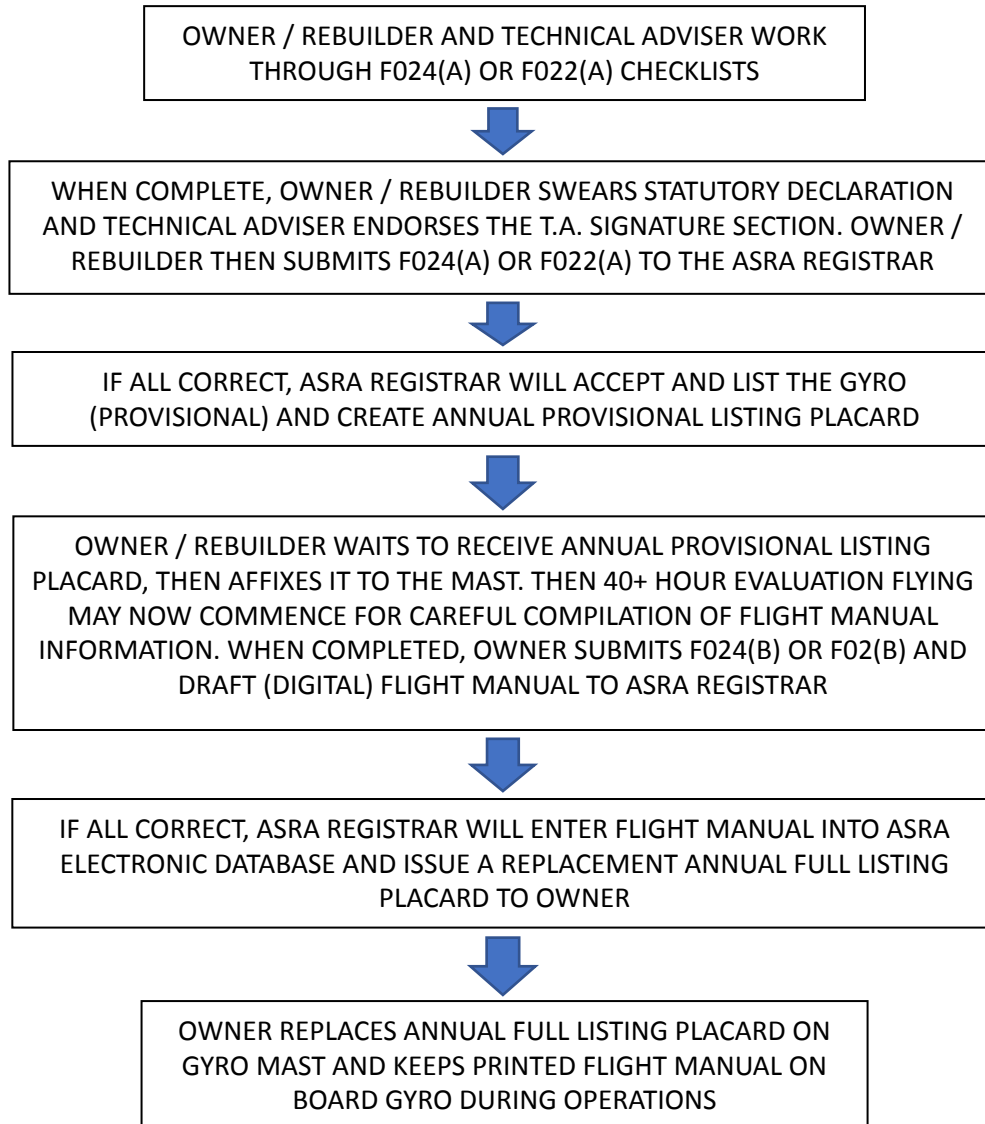 OWNER / REBUILDER AND TECHNICAL ADVISER WORK
THROUGH F024(A) OR F022(A) CHECKLISTS
WHEN COMPLETE, OWNER / REBUILDER SWEARS STATUTORY DECLARATION
AND TECHNICAL ADVISER ENDORSES THE T.A. SIGNATURE SECTION. OWNER /
REBUILDER THEN SUBMITS F024(A) OR F022(A) TO THE ASRA REGISTRAR
IF ALL CORRECT, ASRA REGISTRAR WILL ACCEPT AND LIST THE GYRO
(PROVISIONAL) AND CREATE ANNUAL PROVISIONAL LISTING PLACARD
OWNER / REBUILDER WAITS TO RECEIVE ANNUAL PROVISIONAL LISTING
PLACARD, THEN AFFIXES IT TO THE MAST. THEN 40+ HOUR EVALUATION FLYING
MAY NOW COMMENCE FOR CAREFUL COMPILATION OF FLIGHT MANUAL
INFORMATION. WHEN COMPLETED, OWNER SUBMITS F024(B) OR F02(B) AND
DRAFT (DIGITAL) FLIGHT MANUAL TO ASRA REGISTRAR
IF ALL CORRECT, ASRA REGISTRAR WILL ENTER FLIGHT MANUAL INTO ASRA
ELECTRONIC DATABASE AND ISSUE A REPLACEMENT ANNUAL FULL LISTING
PLACARD TO OWNER
OWNER REPLACES ANNUAL FULL LISTING PLACARD ON
GYRO MAST AND KEEPS PRINTED FLIGHT MANUAL ON
BOARD GYRO DURING OPERATIONS